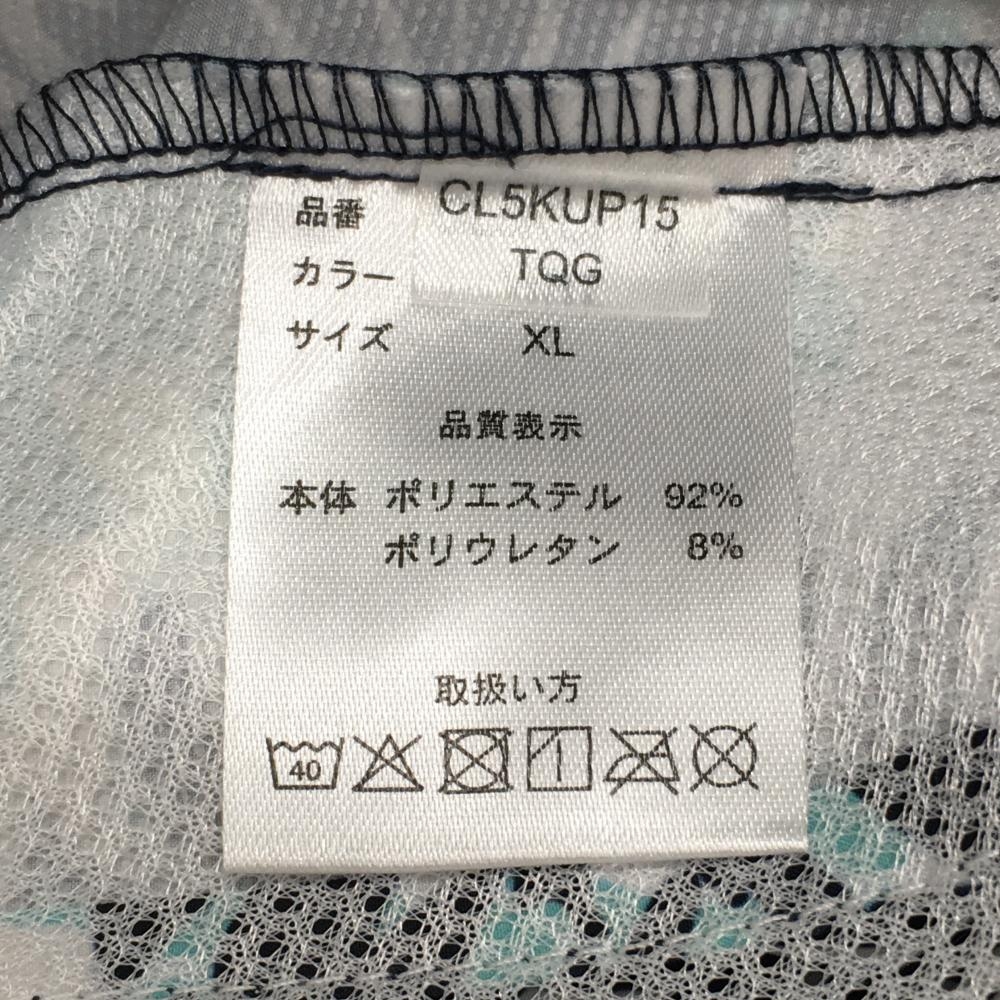 品番 CL5KUP15
カラー TQG
サイズ XL
品質表示
本体 ポリエステル 92%
ポリウレタン 8%
取扱い方
40